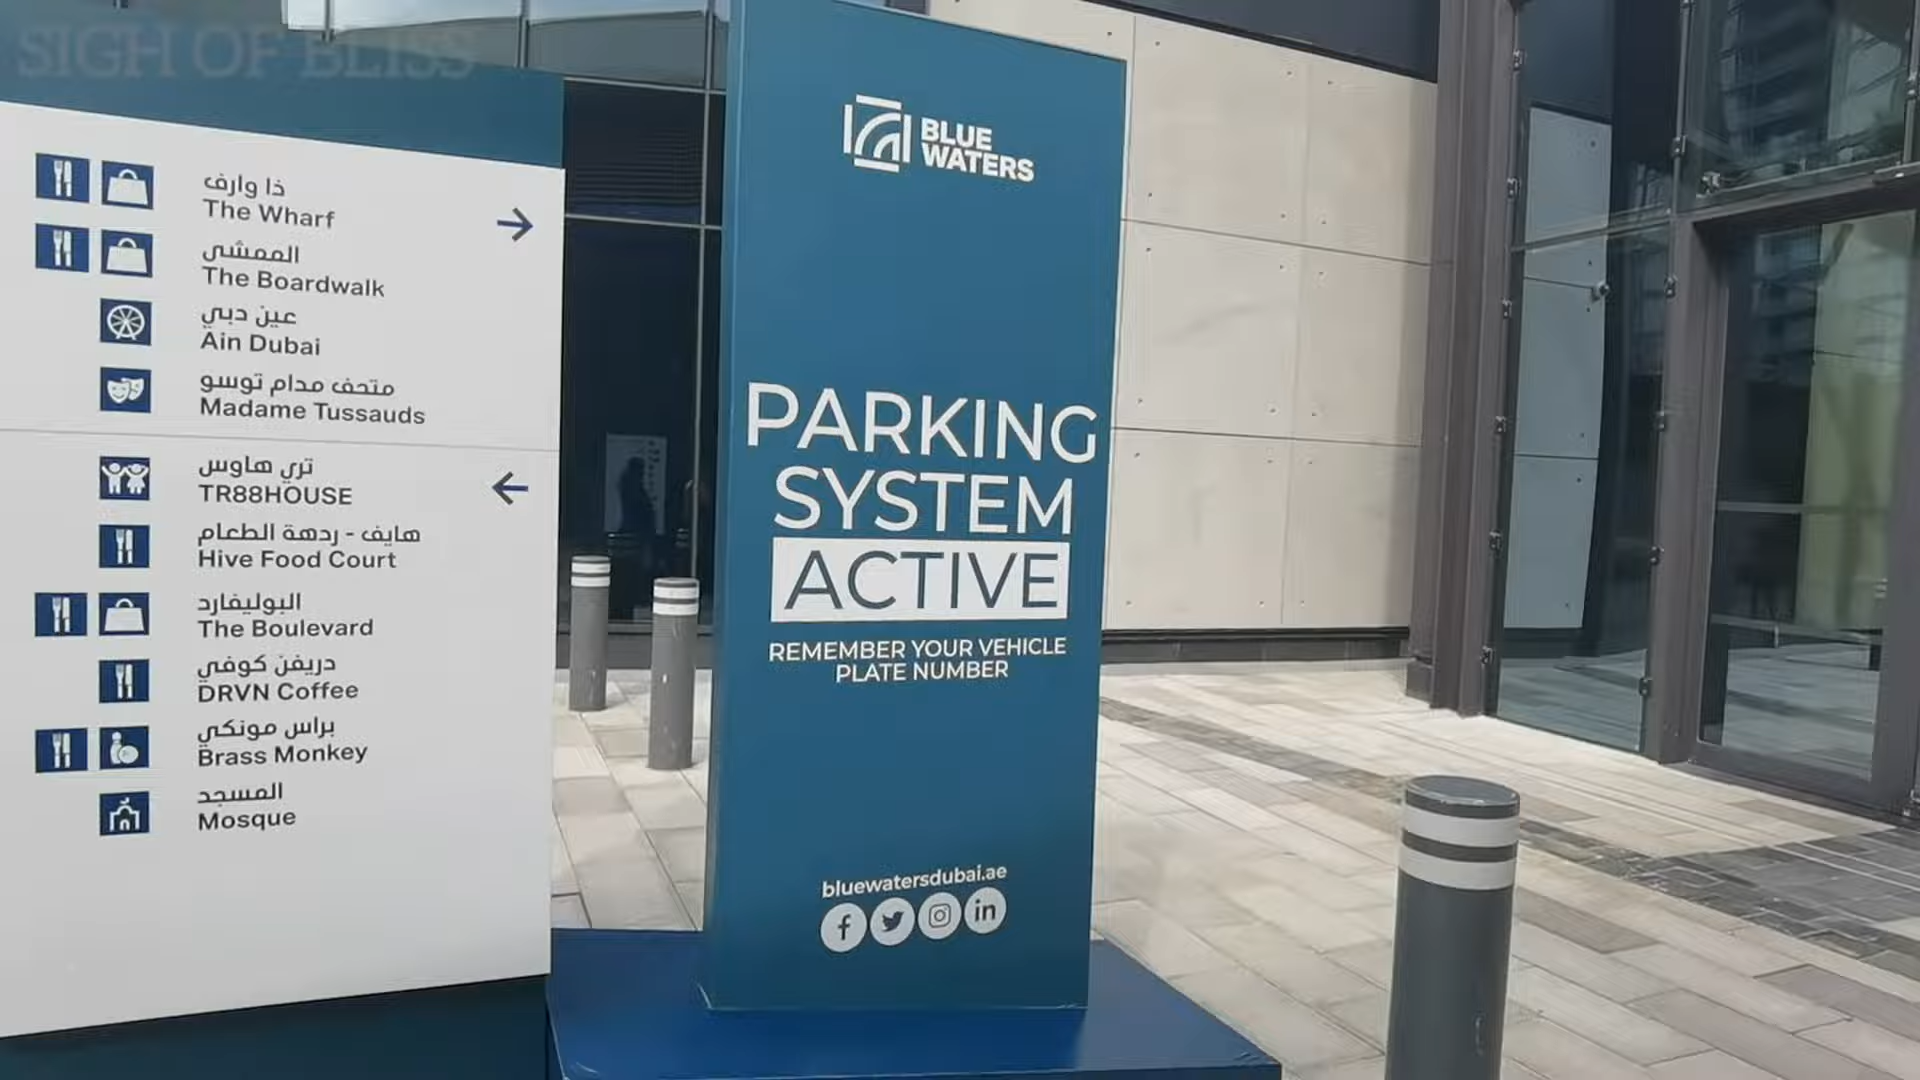 SIGH OF BLISS
ذا وارف
The Wharf
الممشى
The Boardwalk
عين دبي
Ain Dubai
متحف مدام توسو
Madame Tussauds
تري هاوس
TR88HOUSE
هايف - ردهة الطعام
Hive Food Court
البوليفارد
The Boulevard
دريفن كوفي
DRVN Coffee
براس مونكي
Brass Monkey
المسجد
Mosque
BLUE
WATERS
PARKING
SYSTEM
ACTIVE
REMEMBER YOUR VEHICLE
PLATE NUMBER
bluewatersdubai.ae